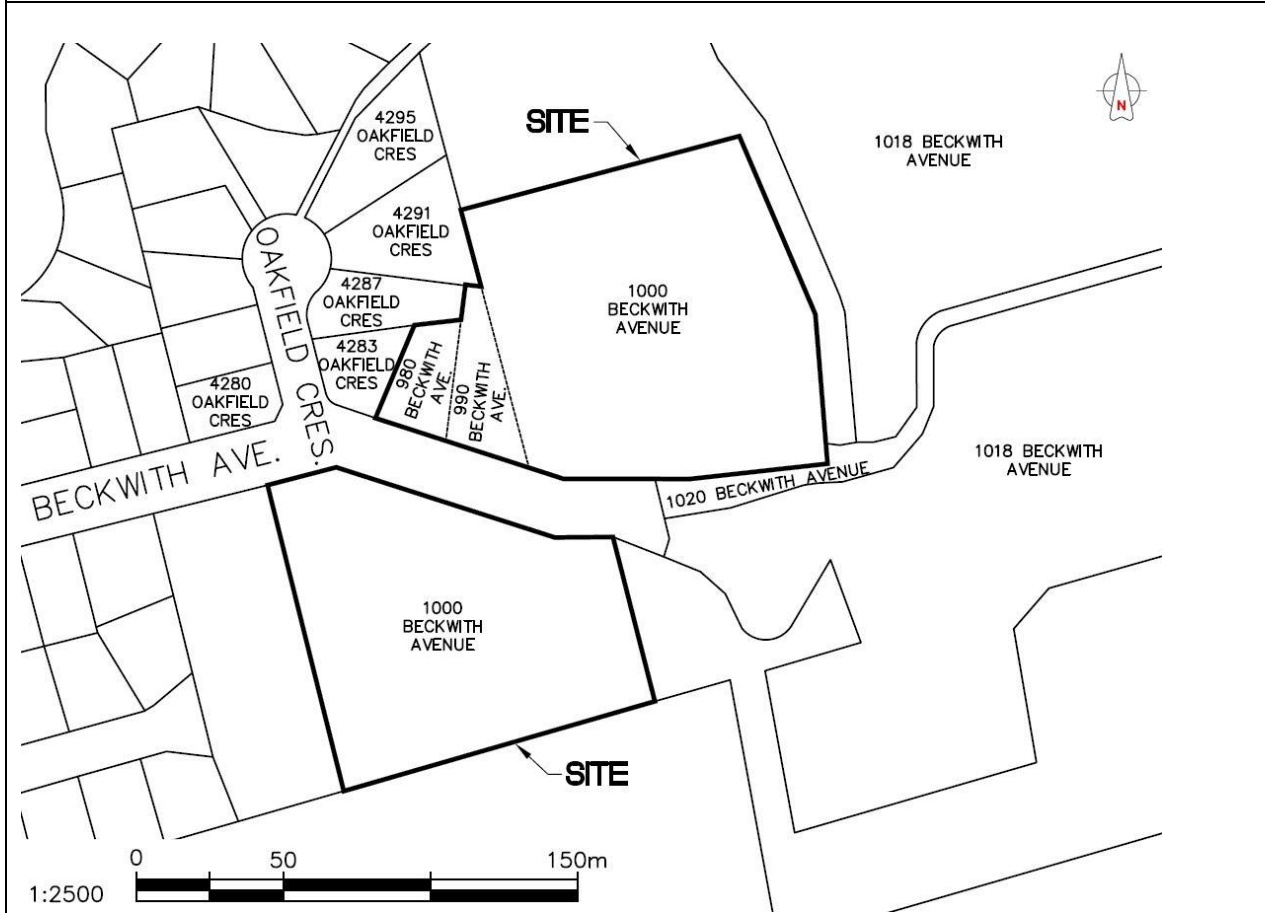 SITE
N
4295
OAKFIELD
CRES
1018 BECKWITH
AVENUE
4291
OAKFIELD
CRES
OAKFIELD CRES.
4287
OAKFIELD
CRES
1000
BECKWITH
AVENUE
4283
OAKFIELD
CRES
980
BECKWITH
AVE.
990
BECKWITH
AVE.
4280
OAKFIELD
CRES
BECKWITH AVE.
1020 BECKWITH AVENUE
1018 BECKWITH
AVENUE
1000
BECKWITH
AVENUE
SITE
0 50 150m
1:2500